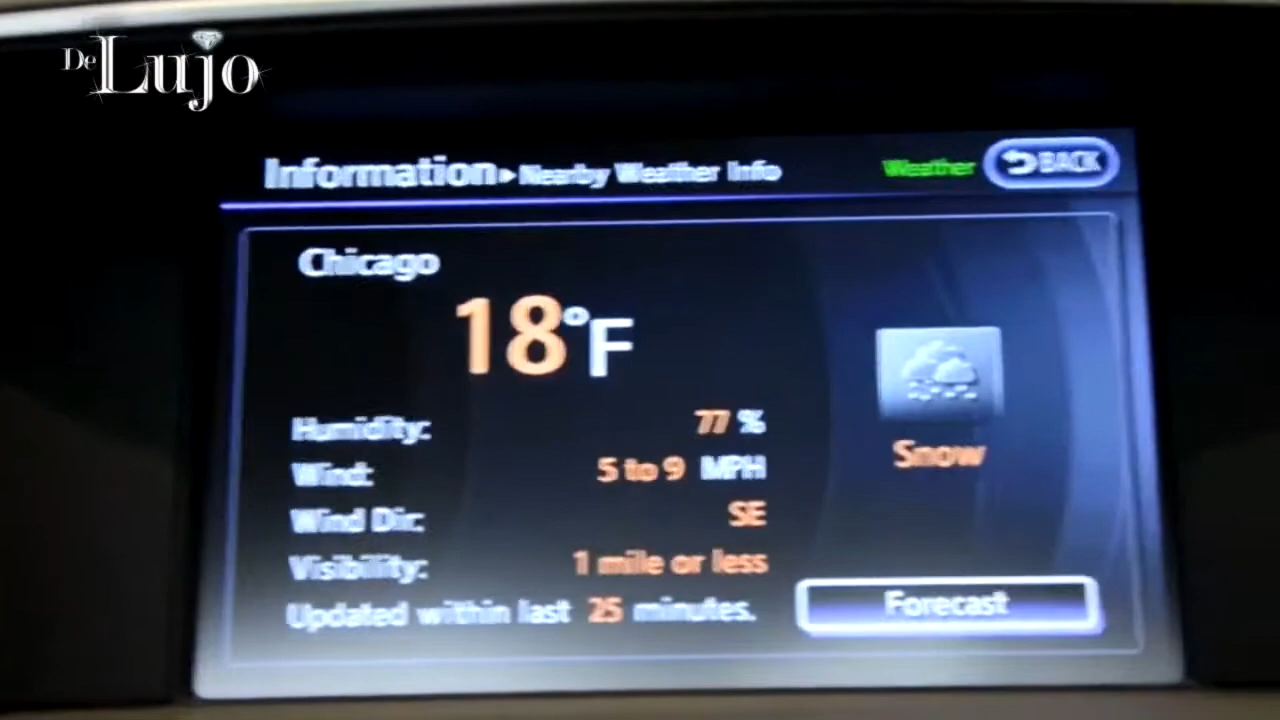 De Lujo
Information▸Nearby Weather Info Weather BACK
Chicago
18°F
Humidity: 77 %
Wind: 5 to 9 MPH
Wind Dir: SE
Visibility: 1 mile or less
Updated within last 25 minutes.
Snow
Forecast